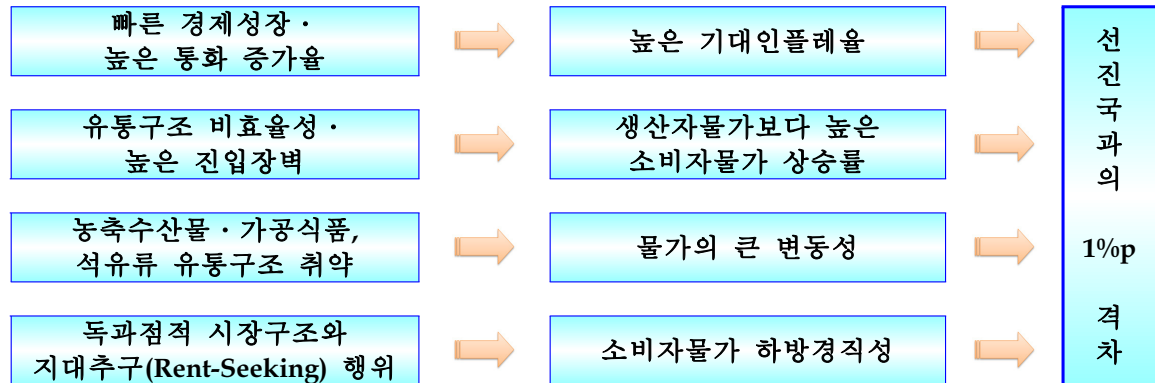 빠른 경제성장·
높은 통화 증가율
높은 기대인플레율
유통구조 비효율성·
높은 진입장벽
생산자물가보다 높은
소비자물가 상승률
농축수산물·가공식품,
석유류 유통구조 취약
물가의 큰 변동성
독과점적 시장구조와
지대추구(Rent-Seeking) 행위
소비자물가 하방경직성
선
진
국
과
의
1%p
격
차